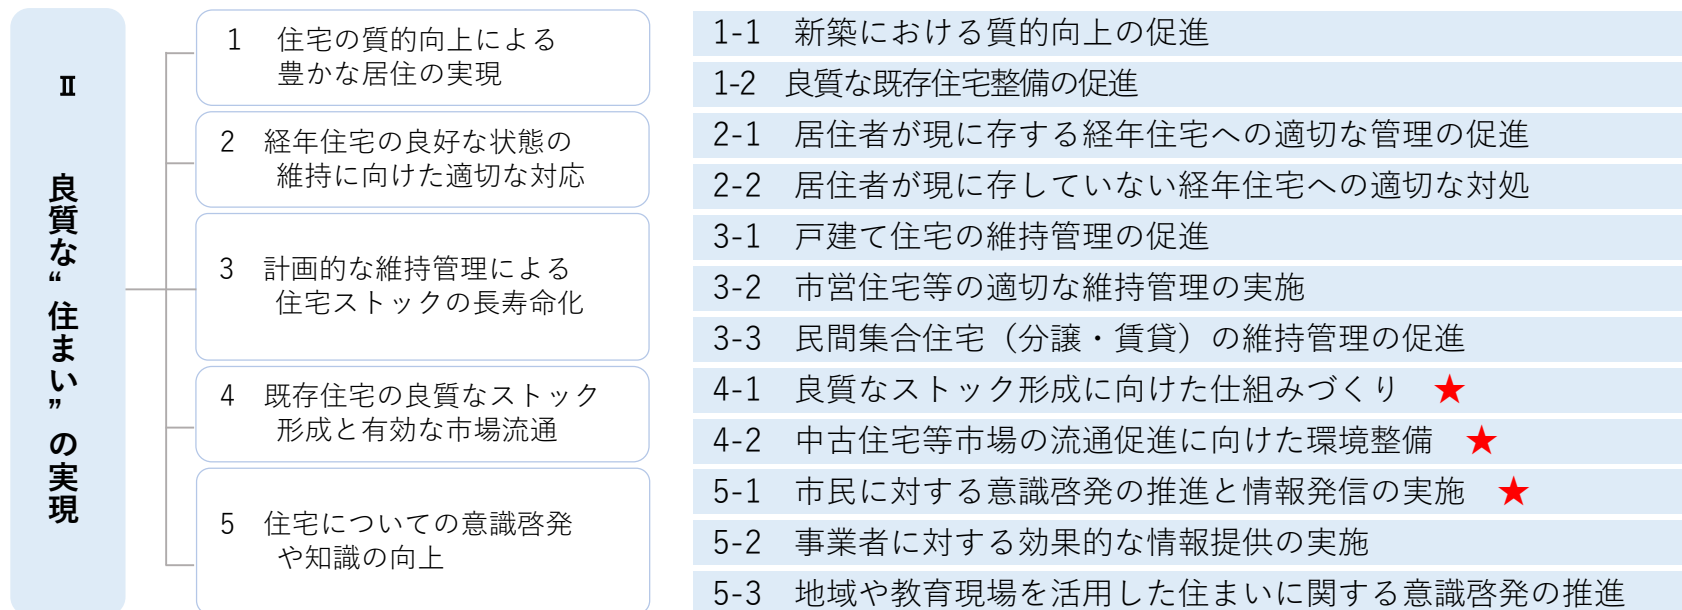 Ⅱ 良質な“住まい”の実現
1 住宅の質的向上による
豊かな居住の実現
1-1 新築における質的向上の促進
1-2 良質な既存住宅整備の促進
2 経年住宅の良好な状態の
維持に向けた適切な対応
2-1 居住者が現に存する経年住宅への適切な管理の促進
2-2 居住者が現に存していない経年住宅への適切な対処
3 計画的な維持管理による
住宅ストックの長寿命化
3-1 戸建て住宅の維持管理の促進
3-2 市営住宅等の適切な維持管理の実施
3-3 民間集合住宅（分譲・賃貸）の維持管理の促進
4 既存住宅の良質なストック
形成と有効な市場流通
4-1 良質なストック形成に向けた仕組みづくり ★
4-2 中古住宅等市場の流通促進に向けた環境整備 ★
5 住宅についての意識啓発
や知識の向上
5-1 市民に対する意識啓発の推進と情報発信の実施 ★
5-2 事業者に対する効果的な情報提供の実施
5-3 地域や教育現場を活用した住まいに関する意識啓発の推進